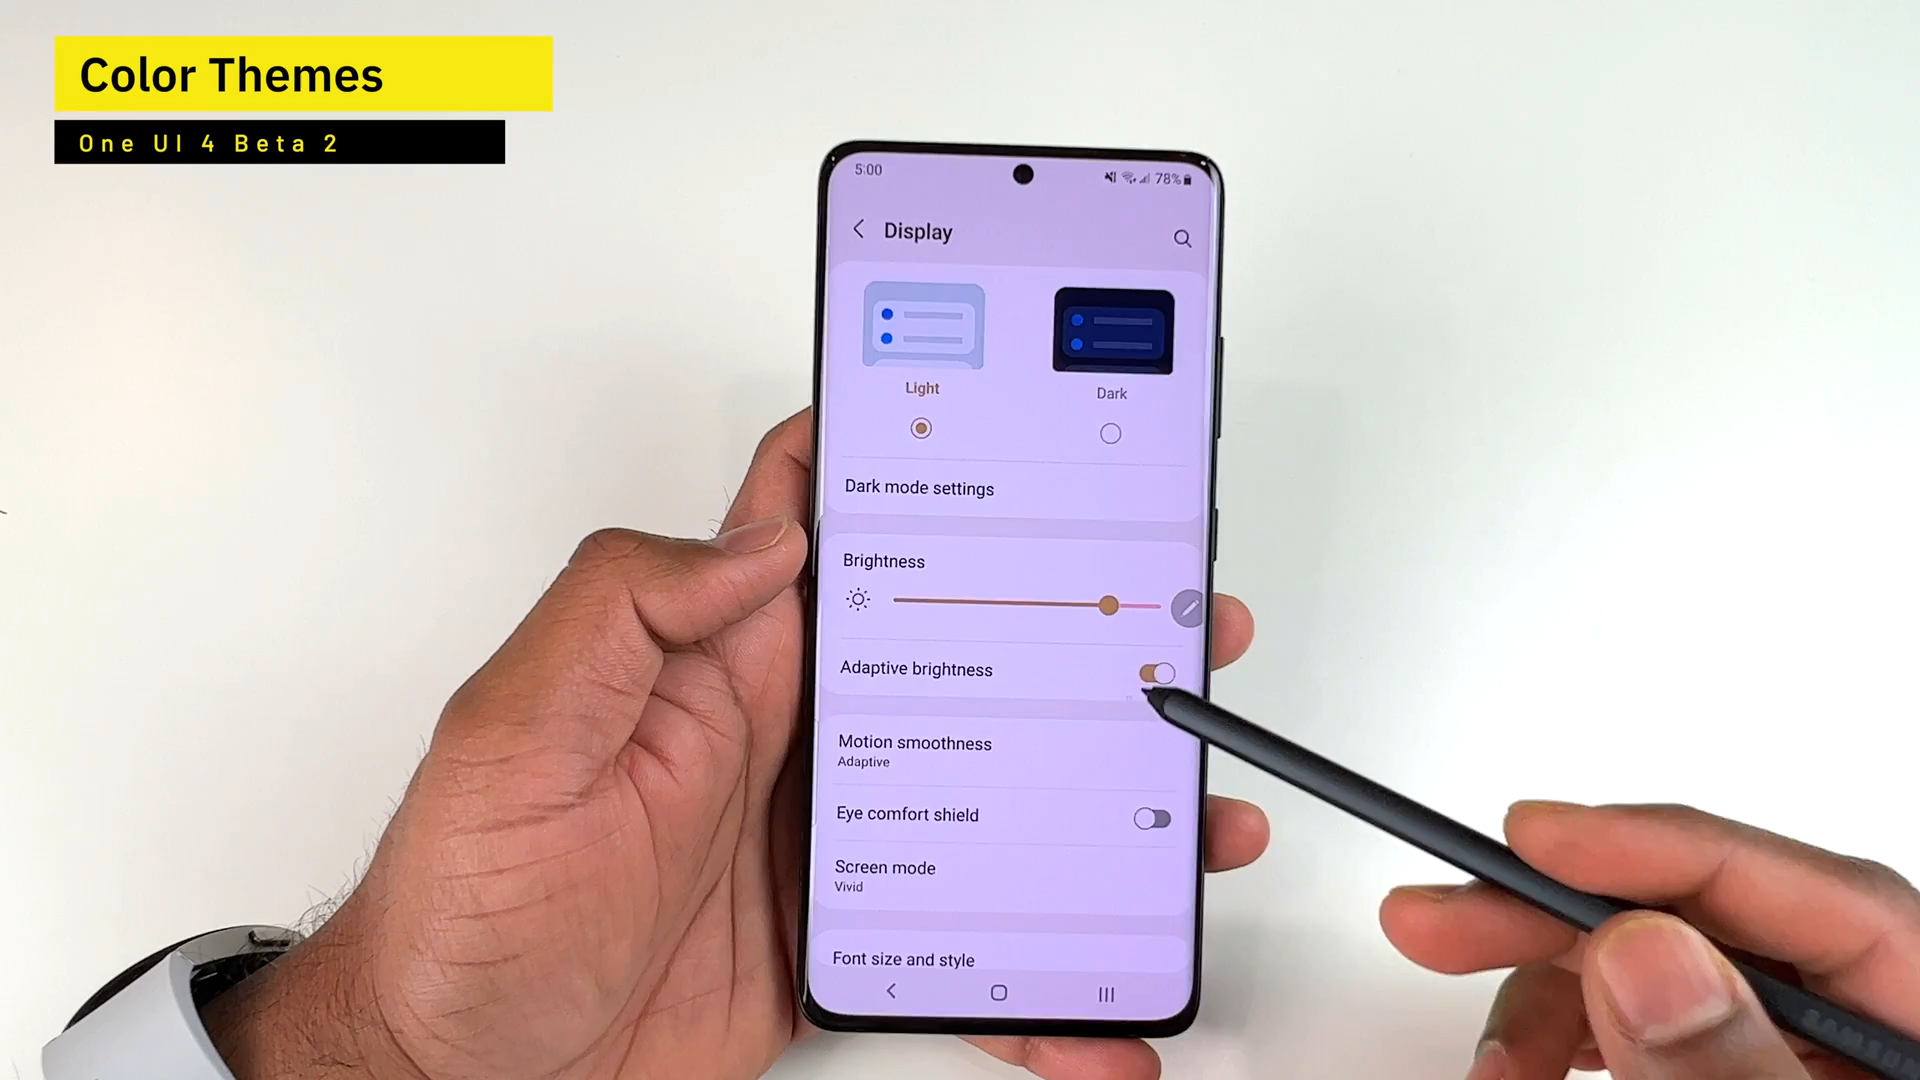 Color Themes
One UI 4 Beta 2
5:00
78%
Display
Light
Dark
Dark mode settings
Brightness
Adaptive brightness
Motion smoothness
Adaptive
Eye comfort shield
Screen mode
Vivid
Font size and style
SAMSUNG